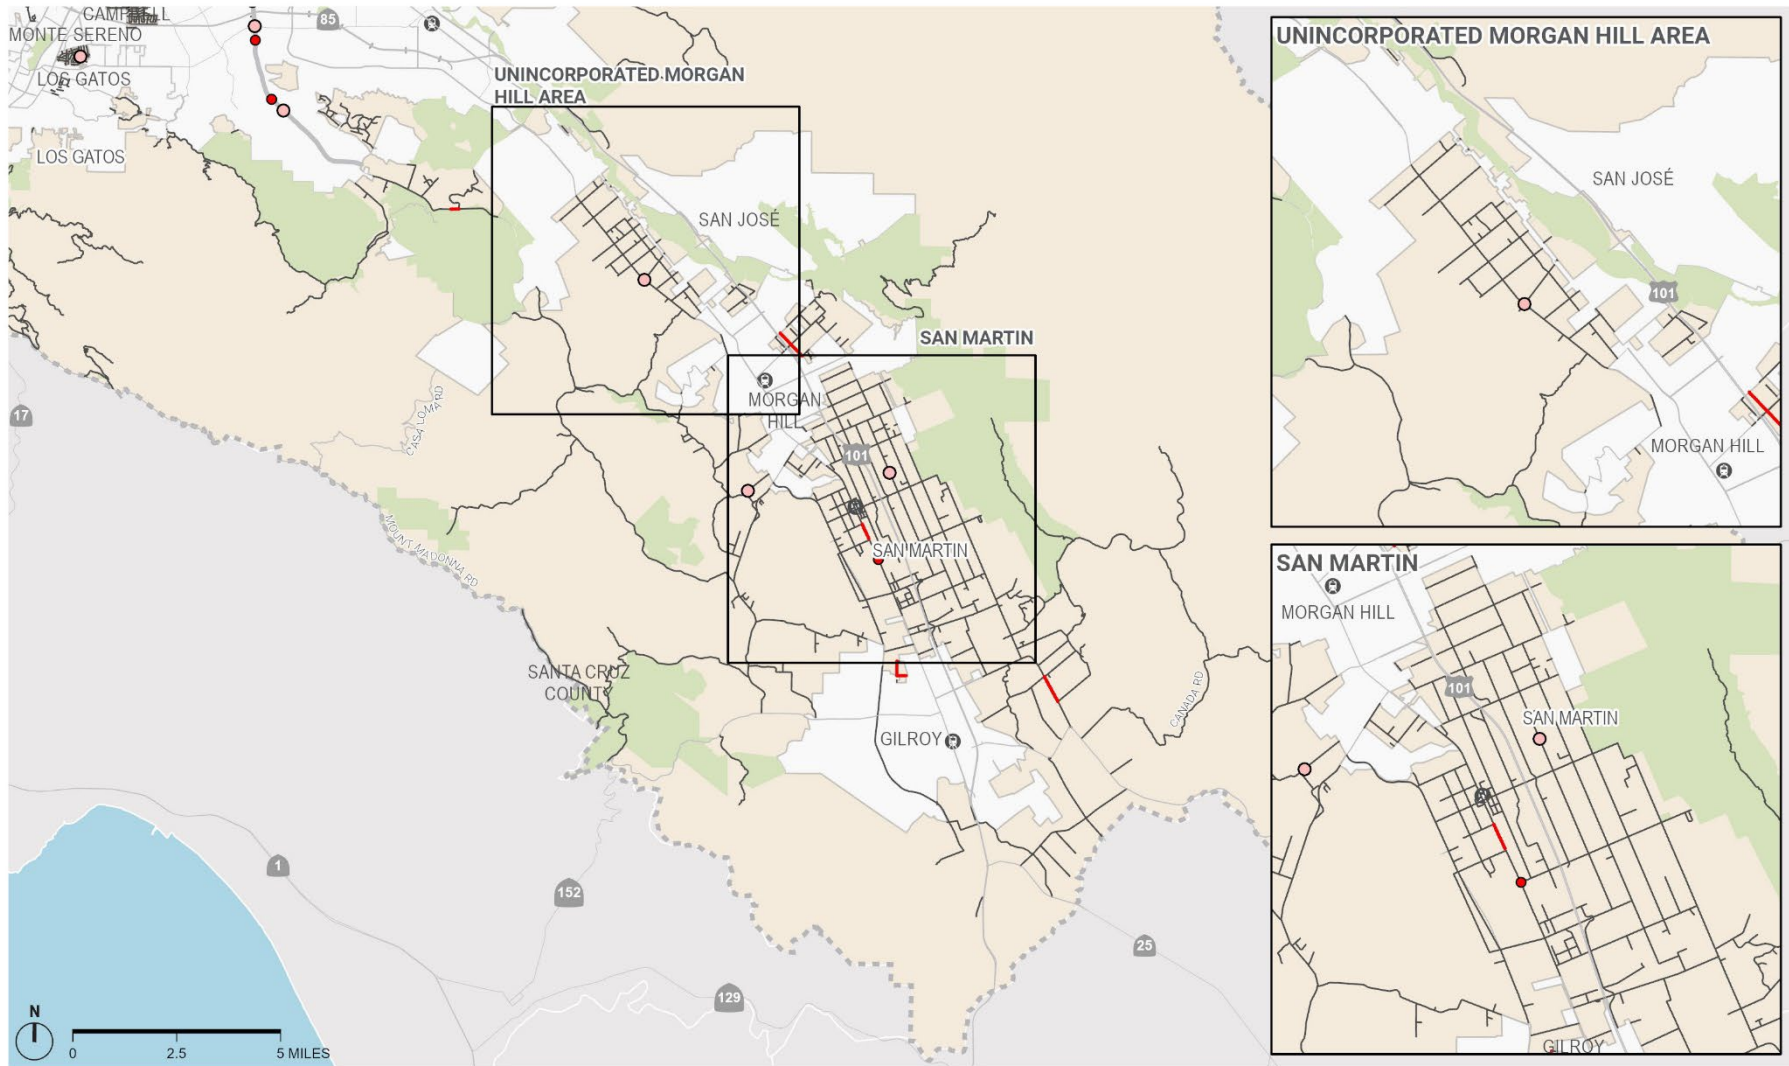 CAMPBELL
MONTE SERENO
LOS GATOS
LOS GATOS
85
UNINCORPORATED MORGAN
HILL AREA
SAN JOSÉ
SAN MARTIN
MORGAN
HILL
101
17
CASA LOMA RD
MOUNT MADONNA RD
SAN MARTIN
SANTA CRUZ
COUNTY
GILROY
CANADA RD
1
152
25
129
N
0 2.5 5 MILES
UNINCORPORATED MORGAN HILL AREA
SAN JOSÉ
101
MORGAN HILL
SAN MARTIN
MORGAN HILL
101
SAN MARTIN
GILROY